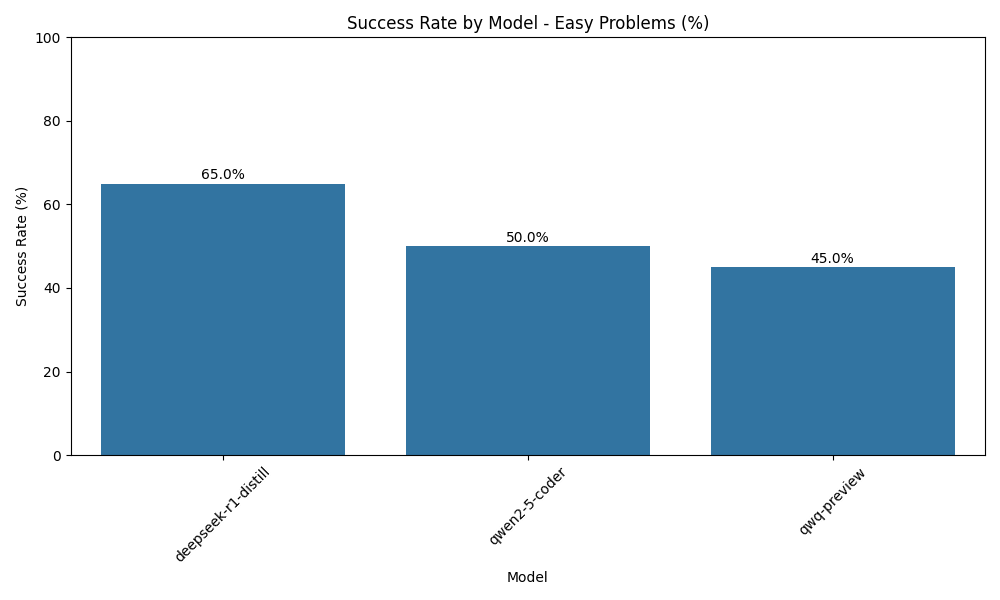 Success Rate by Model - Easy Problems (%)
Success Rate (%)
100
80
60
40
20
0
65.0%
50.0%
45.0%
deepseek-r1-distill
qwen2-5-coder
qwq-preview
Model